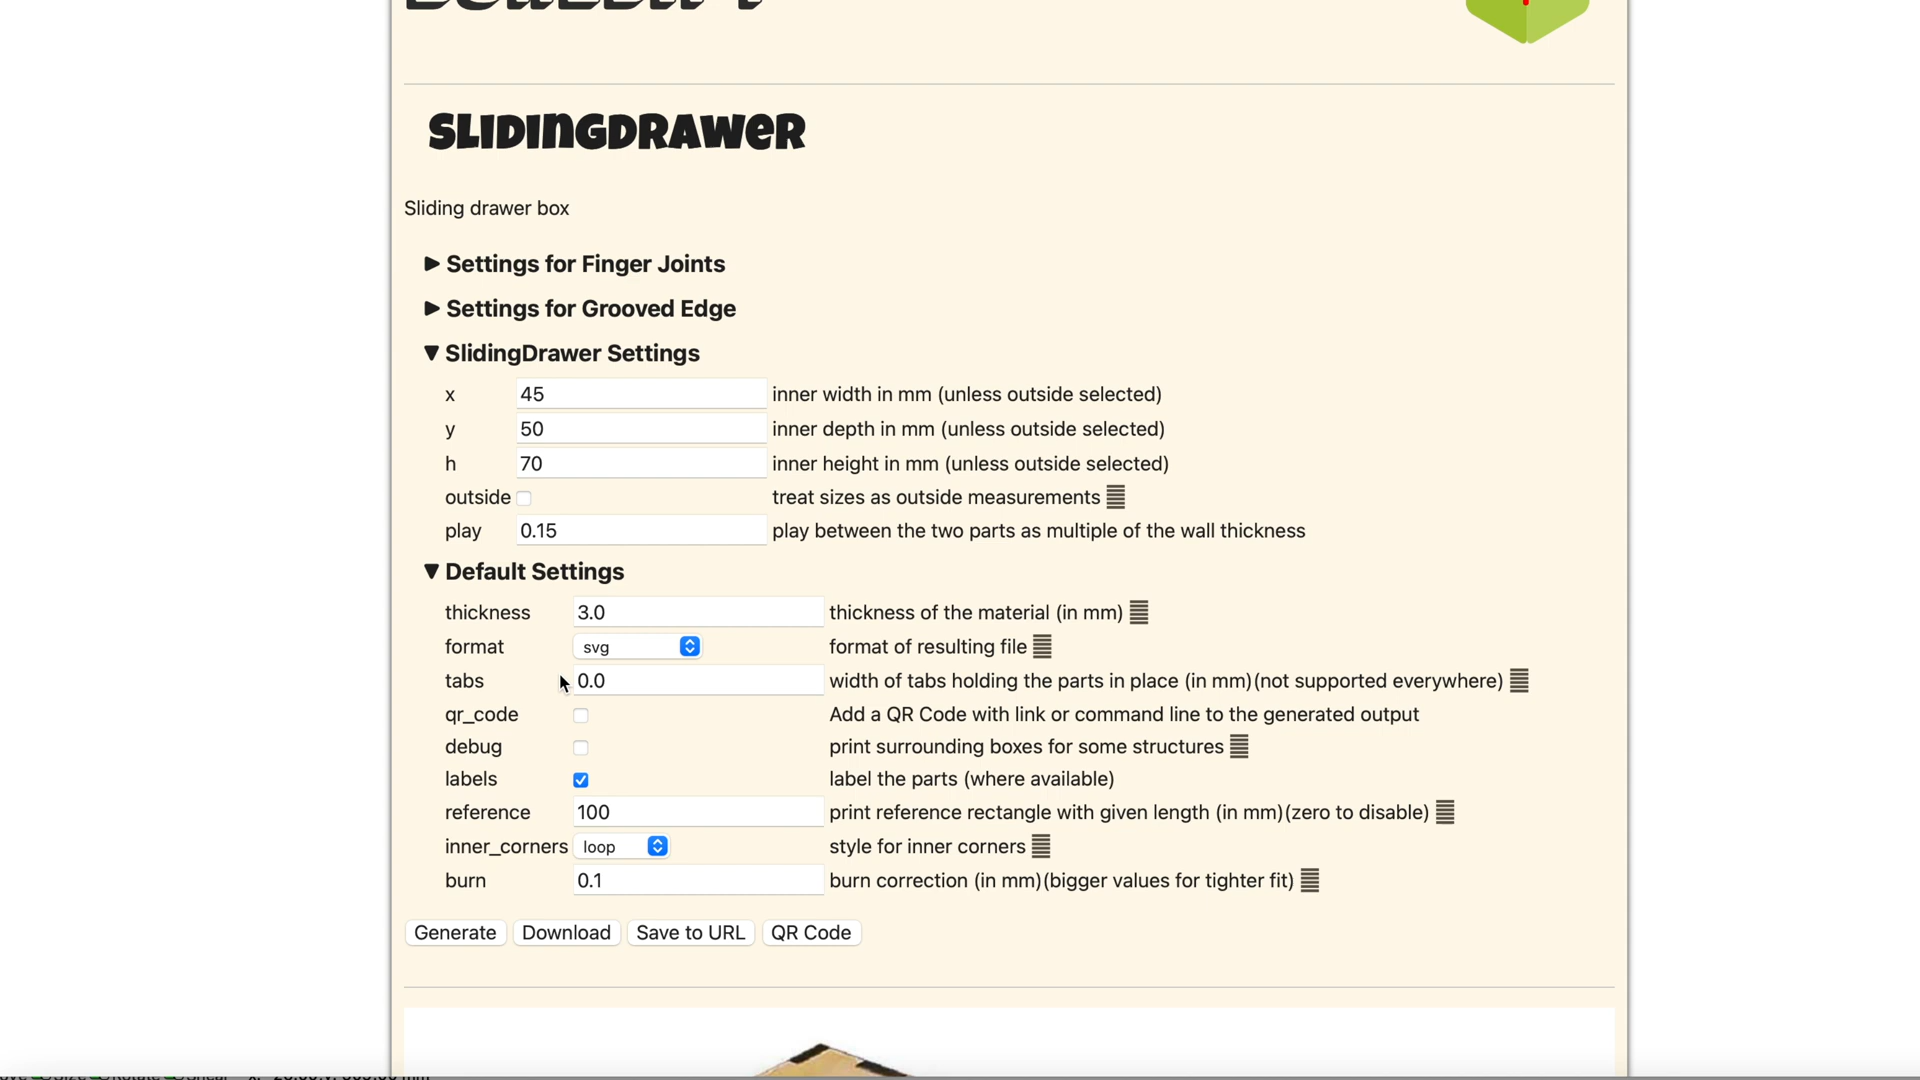 SLIDINGDRAWER
Sliding drawer box
Settings for Finger Joints
Settings for Grooved Edge
SlidingDrawer Settings
x 45 inner width in mm (unless outside selected)
y 50 inner depth in mm (unless outside selected)
h 70 inner height in mm (unless outside selected)
outside treat sizes as outside measurements
play 0.15 play between the two parts as multiple of the wall thickness
Default Settings
thickness 3.0 thickness of the material (in mm)
format svg format of resulting file
tabs 0.0 width of tabs holding the parts in place (in mm)(not supported everywhere)
qr_code Add a QR Code with link or command line to the generated output
debug print surrounding boxes for some structures
labels label the parts (where available)
reference 100 print reference rectangle with given length (in mm)(zero to disable)
inner_corners loop style for inner corners
burn 0.1 burn correction (in mm)(bigger values for tighter fit)
Generate Download Save to URL QR Code